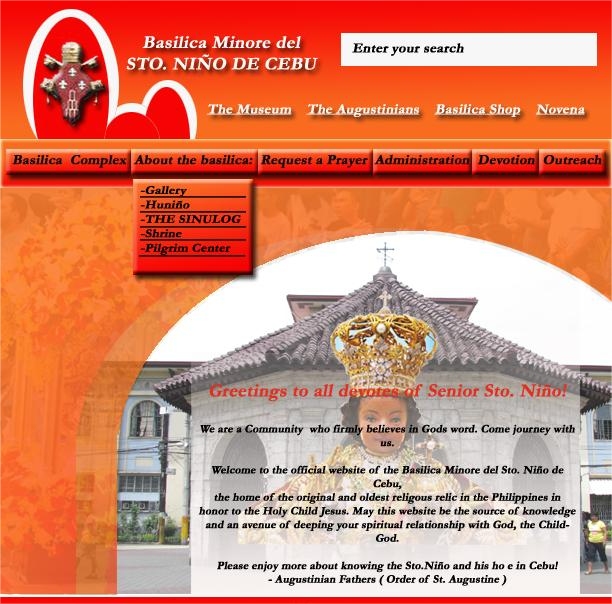 Basilica Minore del
STO. NIÑO DE CEBU
Enter your search
The Museum The Augustinians Basilica Shop Novena
Basilica Complex About the basilica: Request a Prayer Administration Devotion Outreach
-Gallery
-Huniño
-THE SINULOG
-Shrine
-Pilgrim Center
Greetings to all devotes of Senior Sto. Niño!
We are a Community who firmly believes in Gods word. Come journey with
us.
Welcome to the official website of the Basilica Minore del Sto. Niño de
Cebu,
the home of the original and oldest religous relic in the Philippines in
honor to the Holy Child Jesus. May this website be the source of knowledge
and an avenue of deeping your spiritual relationship with God, the Child-
God.
Please enjoy more about knowing the Sto.Niño and his ho e in Cebu!
- Augustinian Fathers ( Order of St. Augustine )